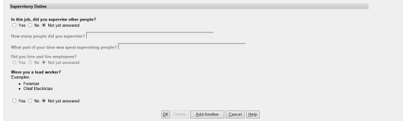 Supervisory Duties
In this job, did you supervise other people?
Yes No Not yet answered
How many people did you supervise?
What part of your time was spent supervising people?
Did you hire and fire employees?
Yes No Not yet answered
Were you a lead worker?
Examples:
Foreman
Chief Electrician
Yes No Not yet answered
OK Delete Add Another Cancel Help